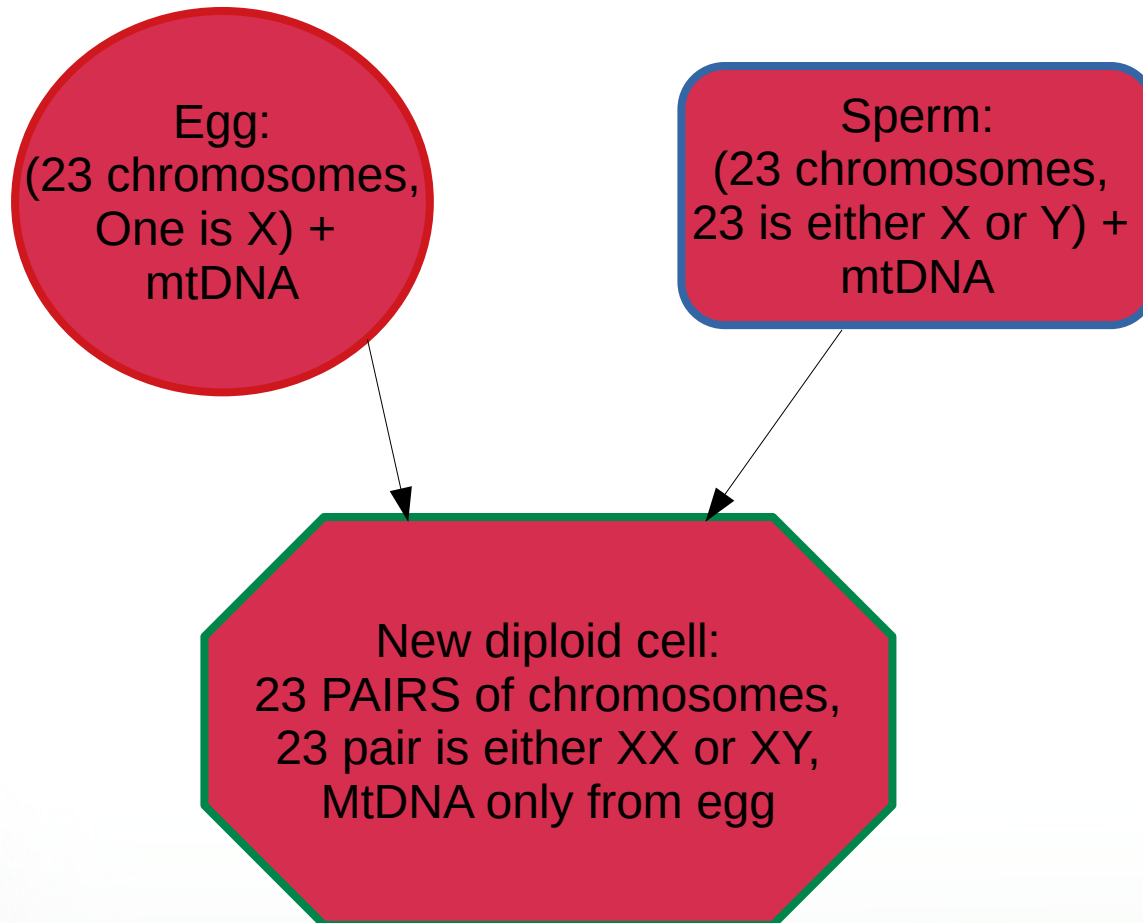 Egg:
(23 chromosomes,
One is X) +
mtDNA
Sperm:
(23 chromosomes,
23 is either X or Y) +
mtDNA
New diploid cell:
23 PAIRS of chromosomes,
23 pair is either XX or XY,
MtDNA only from egg